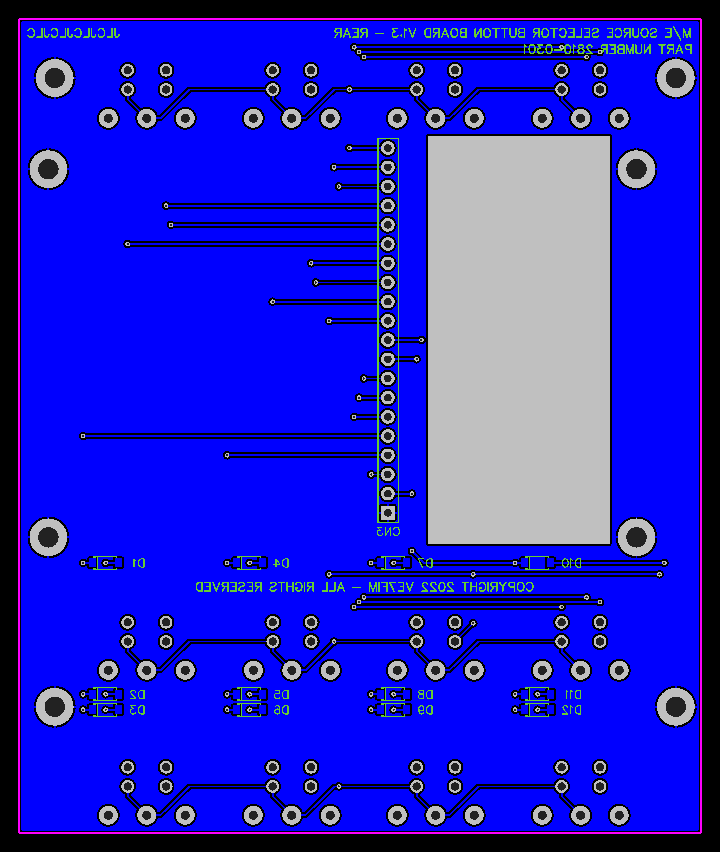 M/E SOURCE SELECTOR BUTTON BOARD V1.3 - REAR
JLCJLCJLCJLC
PART NUMBER 2810-0301
CN3
D1
D4
D7
D10
COPYRIGHT 2022 VE7FIM - ALL RIGHTS RESERVED
D2
D5
D8
D11
D3
D6
D9
D12